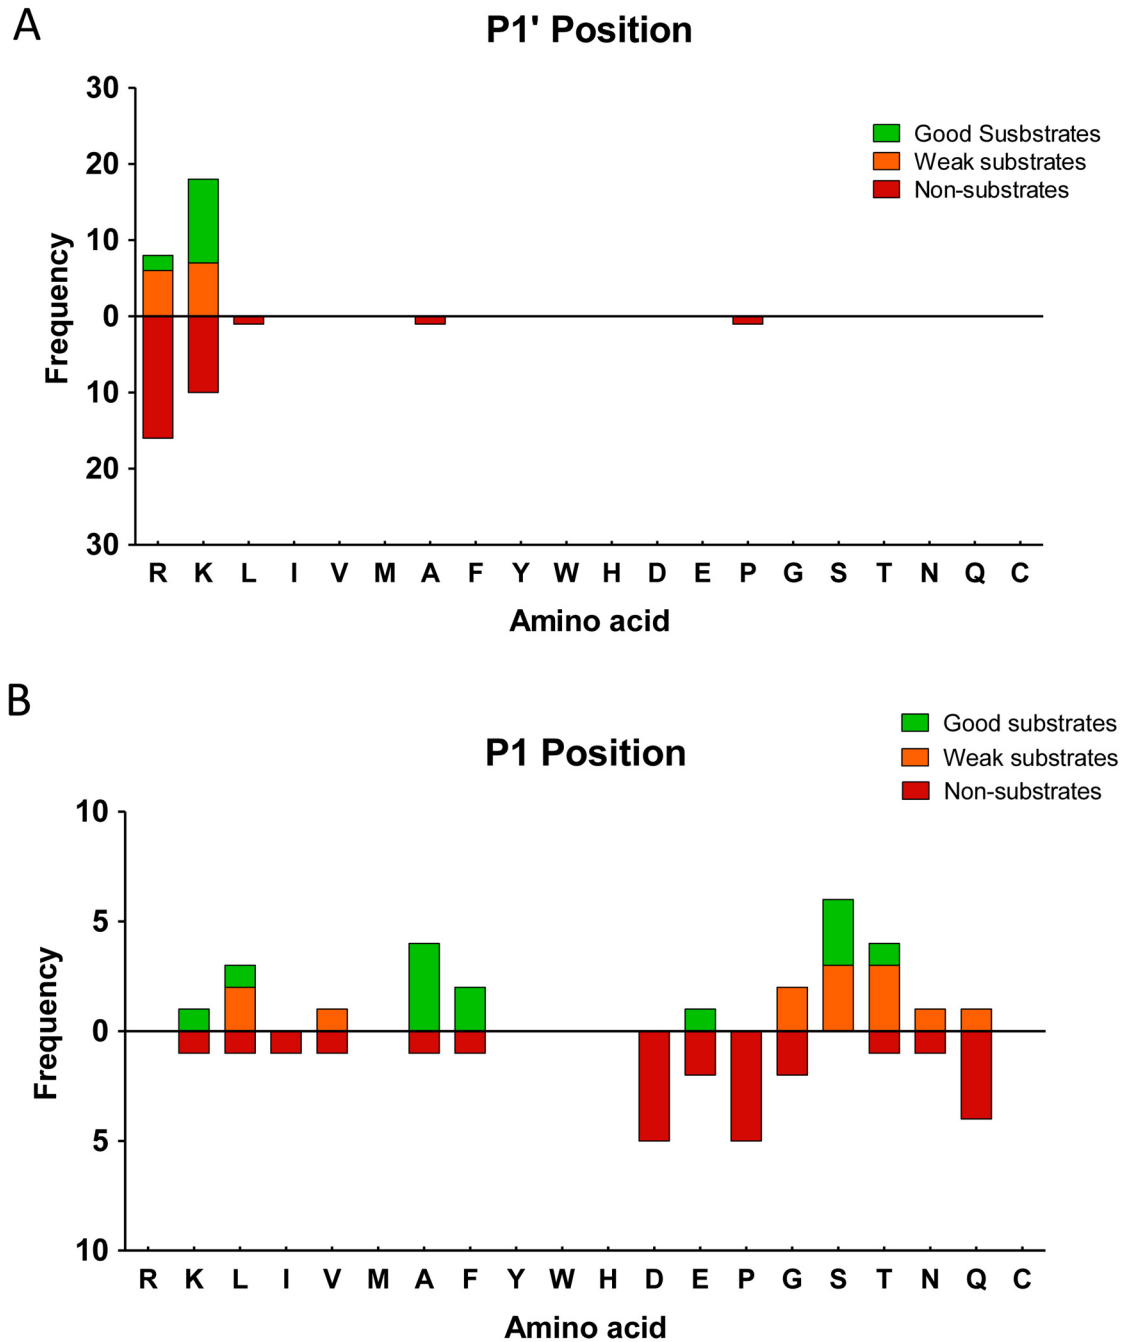 A
P1' Position
30
20
10
0
10
20
30
Frequency
Good Susbstrates
Weak substrates
Non-substrates
R K L I V M A F Y W H D E P G S T N Q C
Amino acid
B
P1 Position
Good substrates
Weak substrates
Non-substrates
10
5
0
5
10
Frequency
R K L I V M A F Y W H D E P G S T N Q C
Amino acid